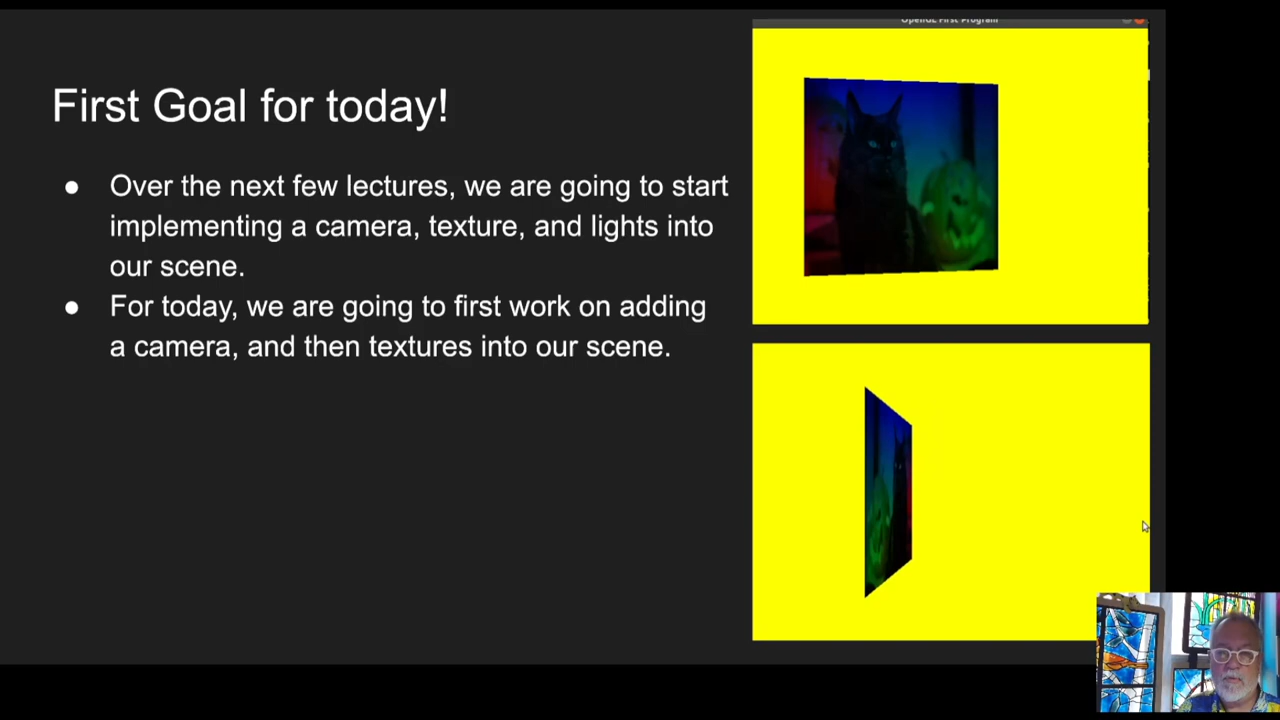 OpenGL First Program
First Goal for today!
● Over the next few lectures, we are going to start
implementing a camera, texture, and lights into
our scene.
● For today, we are going to first work on adding
a camera, and then textures into our scene.